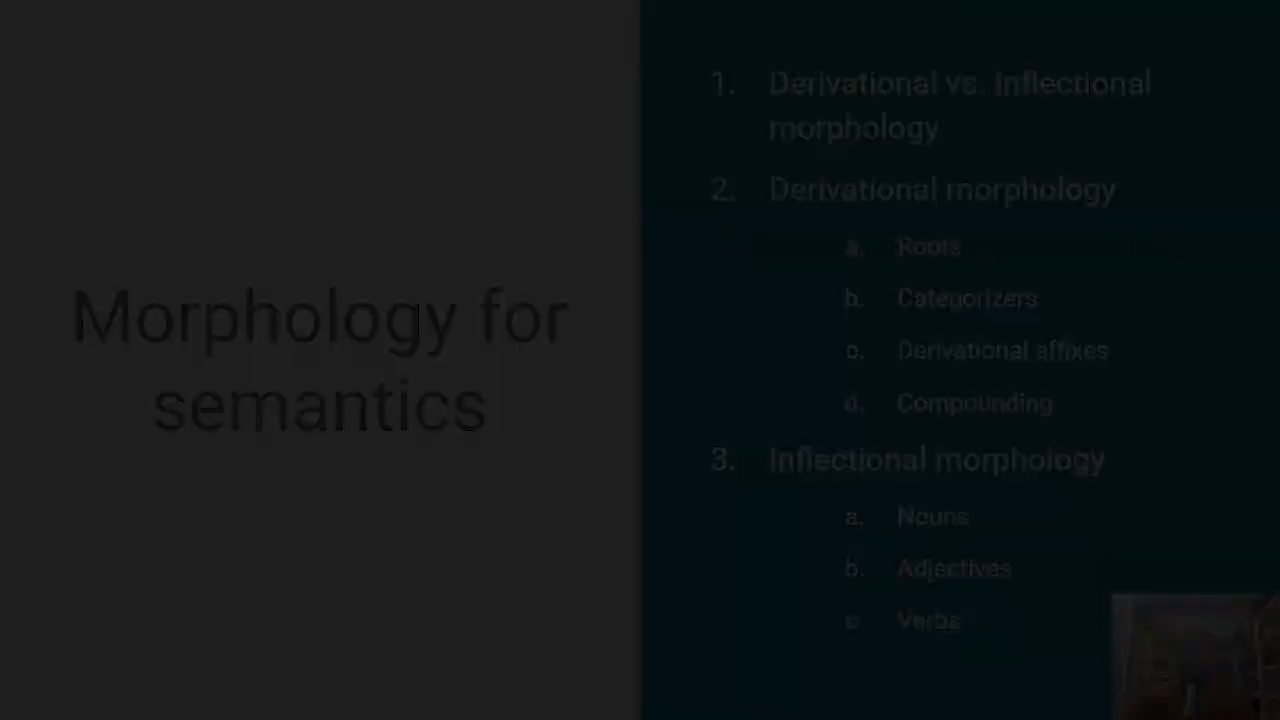 Morphology for
semantics
1. Derivational vs. Inflectional
morphology
2. Derivational morphology
a. Roots
b. Categorizers
c. Derivational affixes
d. Compounding
3. Inflectional morphology
a. Nouns
b. Adjectives
c Verbs